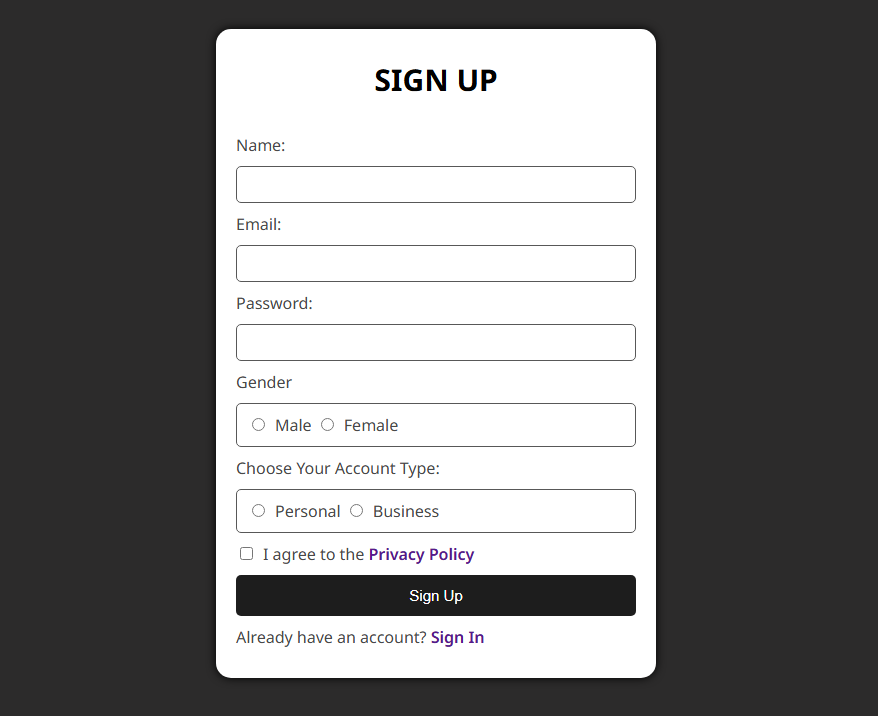 SIGN UP
Name:
Email:
Password:
Gender
Male Female
Choose Your Account Type:
Personal Business
I agree to the Privacy Policy
Sign Up
Already have an account? Sign In